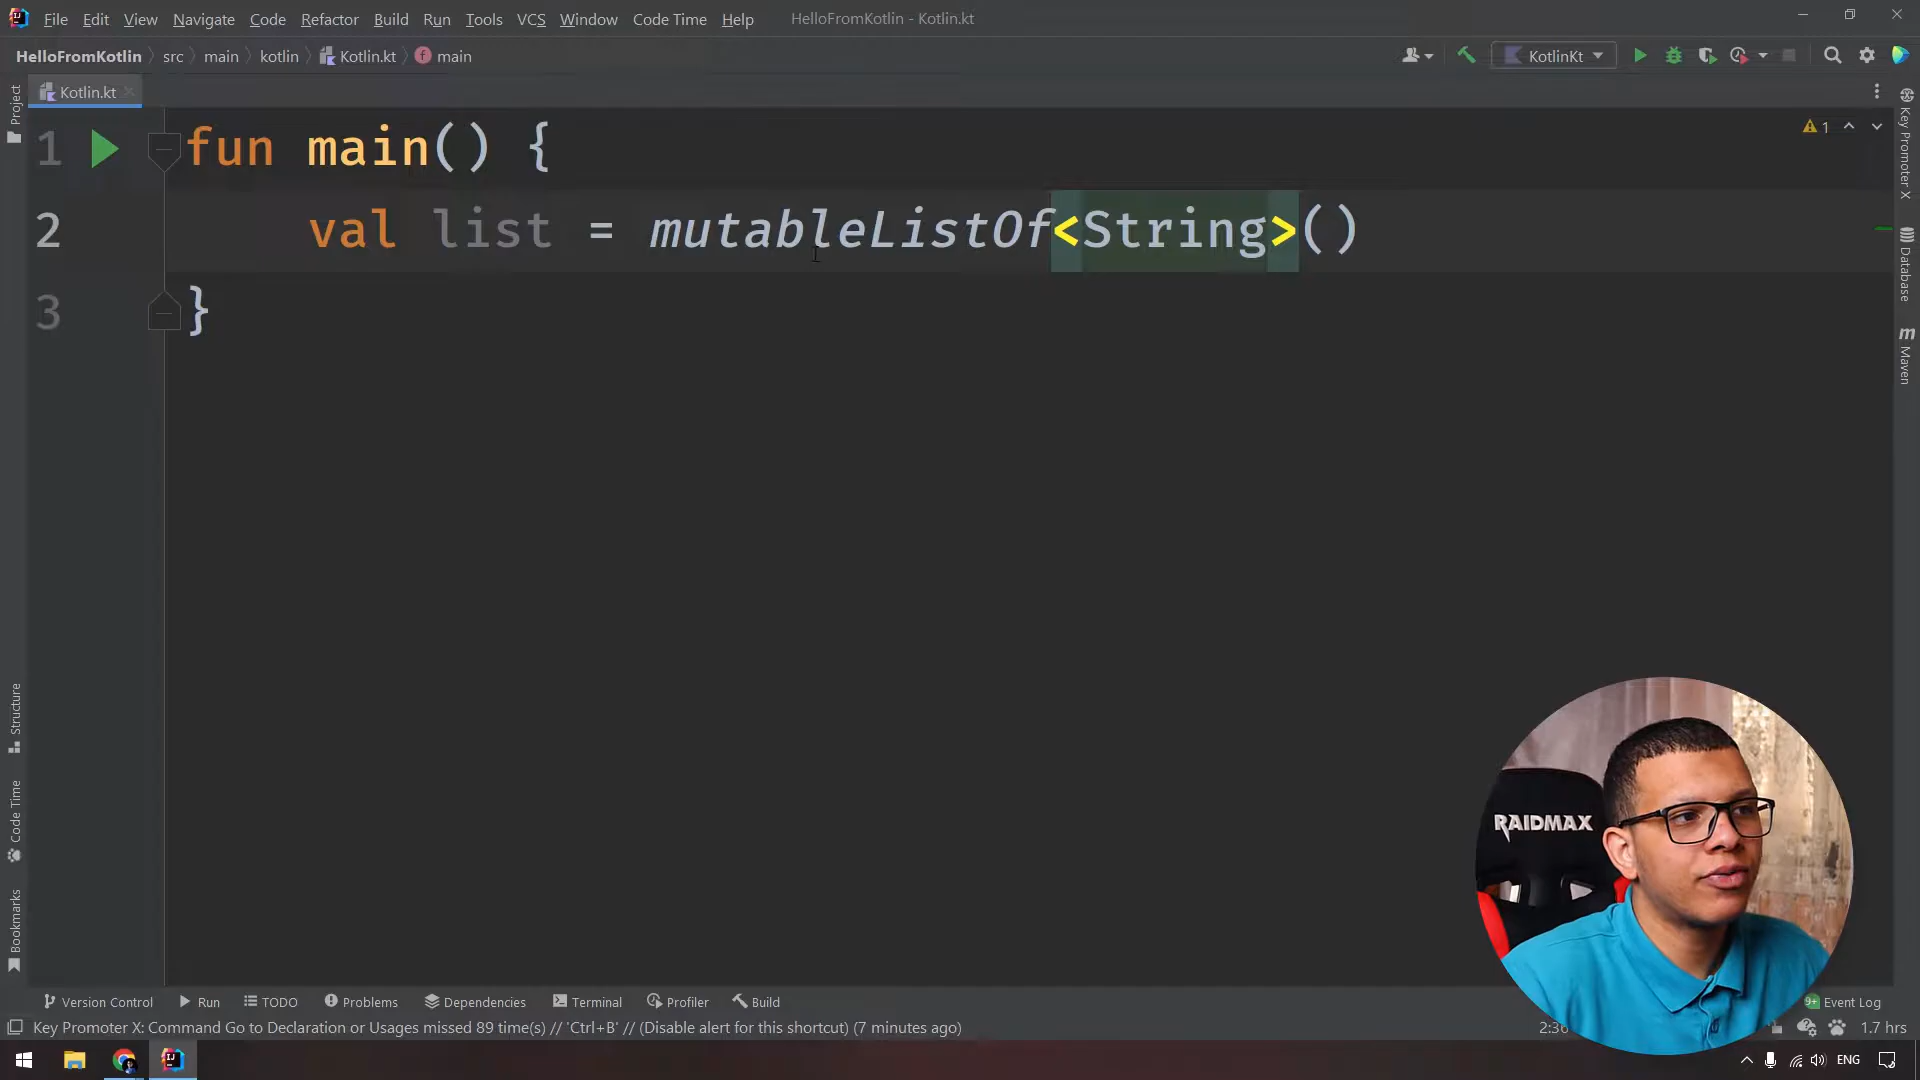 File Edit View Navigate Code Refactor Build Run Tools VCS Window Code Time Help HelloFromKotlin - Kotlin.kt
HelloFromKotlin src main kotlin Kotlin.kt main KotlinKt
Kotlin.kt
Project
1 fun main() {
1
2 val list = mutableListOf<String>()
3 }
Key Promoter X
Database
Maven
Structure
Code Time
Bookmarks
RAIDMAX
Version Control Run TODO Problems Dependencies Terminal Profiler Build 9+ Event Log
Key Promoter X: Command Go to Declaration or Usages missed 89 time(s) // 'Ctrl+B' // (Disable alert for this shortcut) (7 minutes ago) 1.7 hrs
ENG